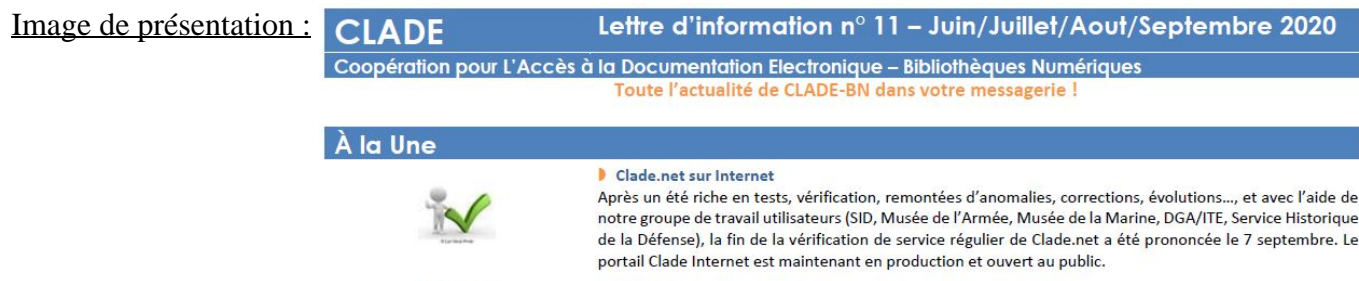 Image de présentation :
CLADE
Lettre d'information n° 11 – Juin/Juillet/Aout/Septembre 2020
Coopération pour L'Accès à la Documentation Electronique – Bibliothèques Numériques
Toute l'actualité de CLADE-BN dans votre messagerie !
À la Une
Clade.net sur Internet
Après un été riche en tests, vérification, remontées d'anomalies, corrections, évolutions…, et avec l'aide de
notre groupe de travail utilisateurs (SID, Musée de l'Armée, Musée de la Marine, DGA/ITE, Service Historique
de la Défense), la fin de la vérification de service régulier de Clade.net a été prononcée le 7 septembre. Le
portail Clade Internet est maintenant en production et ouvert au public.